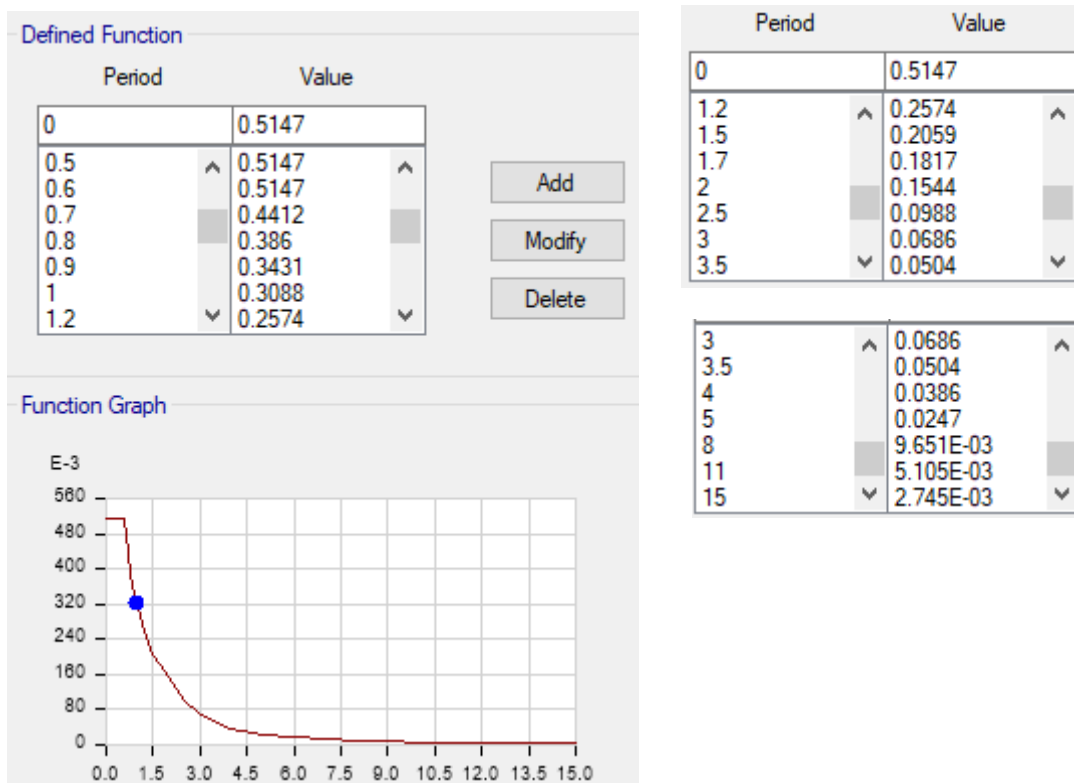 Defined Function
Period Value
0 0.5147
0.5 0.5147
0.6 0.5147
0.7 0.4412
0.8 0.386
0.9 0.3431
1 0.3088
1.2 0.2574
Add
Modify
Delete
Function Graph
E-3
560
480
400
320
240
160
80
0
0.0 1.5 3.0 4.5 6.0 7.5 9.0 10.5 12.0 13.5 15.0
Period Value
0 0.5147
1.2 0.2574
1.5 0.2059
1.7 0.1817
2 0.1544
2.5 0.0988
3 0.0686
3.5 0.0504
3 0.0686
3.5 0.0504
4 0.0386
5 0.0247
8 9.651E-03
11 5.105E-03
15 2.745E-03